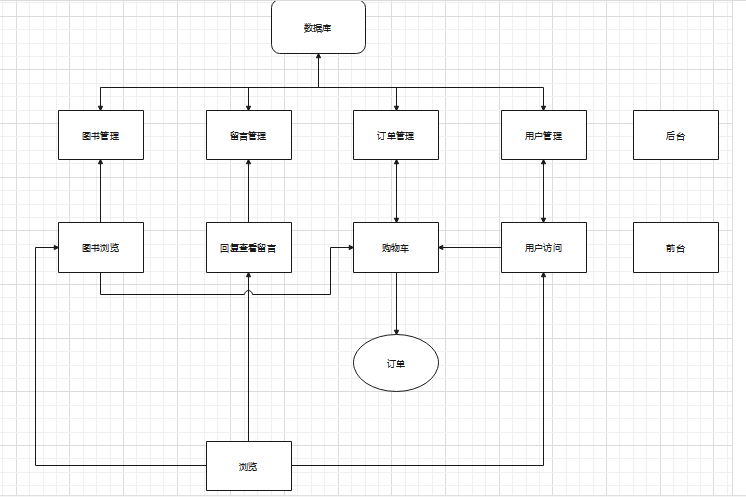 数据库
图书管理
留言管理
订单管理
用户管理
后台
图书浏览
回复查看留言
购物车
用户访问
前台
订单
浏览